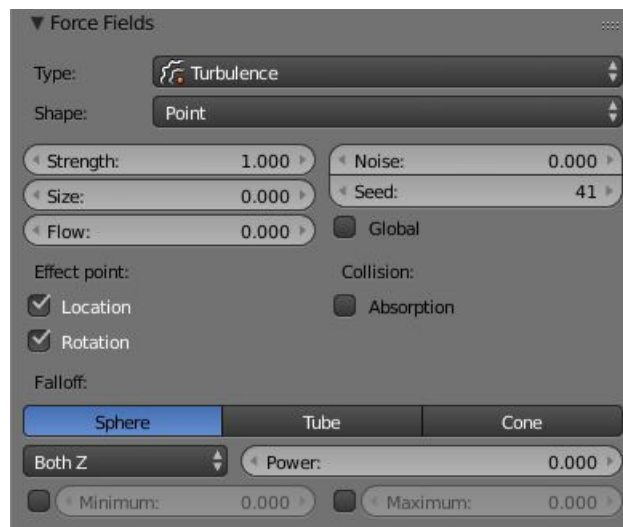 Force Fields
Type: Turbulence
Shape: Point
Strength: 1.000 Noise: 0.000
Size: 0.000 Seed: 41
Flow: 0.000 Global
Effect point: Collision:
Location Absorption
Rotation
Falloff:
Sphere Tube Cone
Both Z Power: 0.000
Minimum: 0.000 Maximum: 0.000